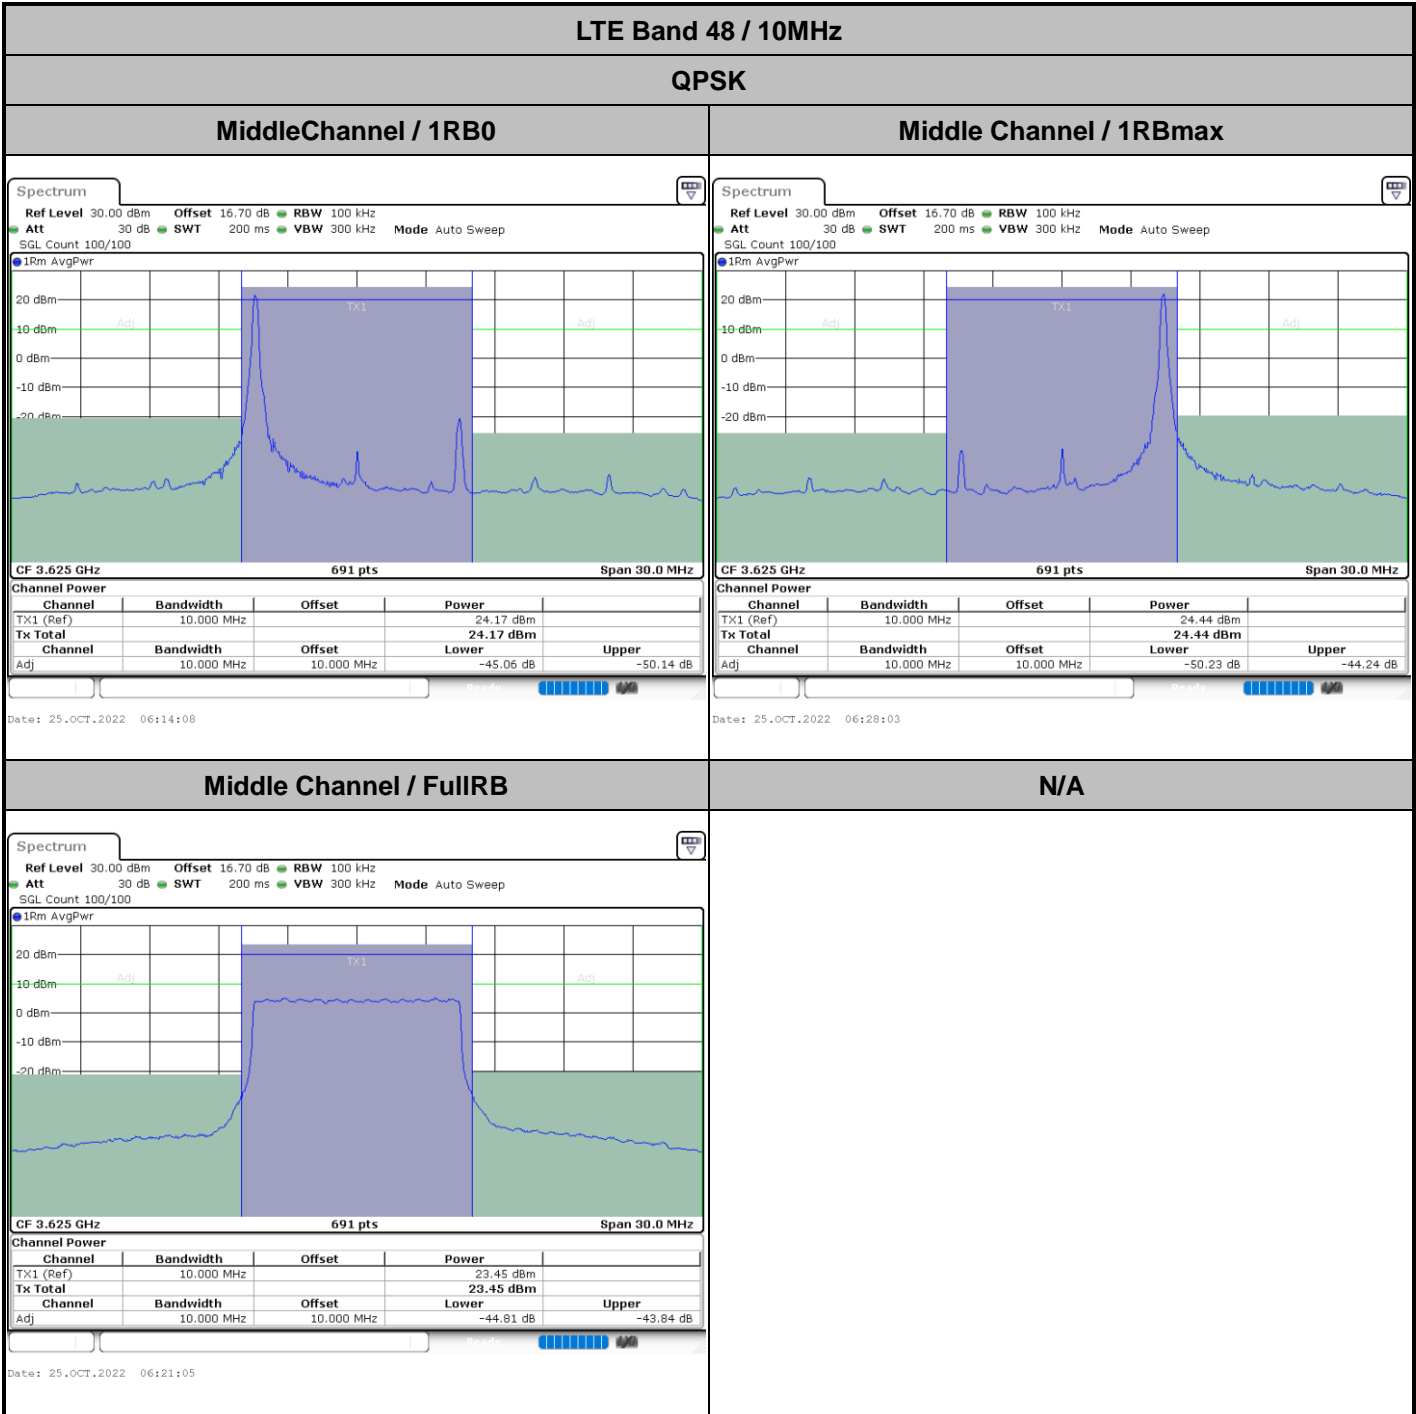 LTE Band 48 / 10MHz
QPSK
MiddleChannel / 1RB0
Middle Channel / 1RBmax
Spectrum
Ref Level 30.00 dBm Offset 16.70 dB RBW 100 kHz
Att 30 dB SWT 200 ms VBW 300 kHz Mode Auto Sweep
SGL Count 100/100
1Rm AvgPwr
20 dBm
10 dBm
0 dBm
-10 dBm
-20 dBm
Adj
TX1
Adj
CF 3.625 GHz 691 pts Span 30.0 MHz
Channel Power
Channel Bandwidth Offset Power
TX1 (Ref) 10.000 MHz 24.17 dBm
Tx Total 24.17 dBm
Channel Bandwidth Offset Lower Upper
Adj 10.000 MHz 10.000 MHz -45.06 dB -50.14 dB
Ready
Date: 25.OCT.2022 06:14:08
Spectrum
Ref Level 30.00 dBm Offset 16.70 dB RBW 100 kHz
Att 30 dB SWT 200 ms VBW 300 kHz Mode Auto Sweep
SGL Count 100/100
1Rm AvgPwr
20 dBm
10 dBm
0 dBm
-10 dBm
-20 dBm
Adj
TX1
Adj
CF 3.625 GHz 691 pts Span 30.0 MHz
Channel Power
Channel Bandwidth Offset Power
TX1 (Ref) 10.000 MHz 24.44 dBm
Tx Total 24.44 dBm
Channel Bandwidth Offset Lower Upper
Adj 10.000 MHz 10.000 MHz -50.23 dB -44.24 dB
Ready
Date: 25.OCT.2022 06:28:03
Middle Channel / FullRB
N/A
Spectrum
Ref Level 30.00 dBm Offset 16.70 dB RBW 100 kHz
Att 30 dB SWT 200 ms VBW 300 kHz Mode Auto Sweep
SGL Count 100/100
1Rm AvgPwr
20 dBm
10 dBm
0 dBm
-10 dBm
-20 dBm
Adj
TX1
Adj
CF 3.625 GHz 691 pts Span 30.0 MHz
Channel Power
Channel Bandwidth Offset Power
TX1 (Ref) 10.000 MHz 23.45 dBm
Tx Total 23.45 dBm
Channel Bandwidth Offset Lower Upper
Adj 10.000 MHz 10.000 MHz -44.81 dB -43.84 dB
Ready
Date: 25.OCT.2022 06:21:05